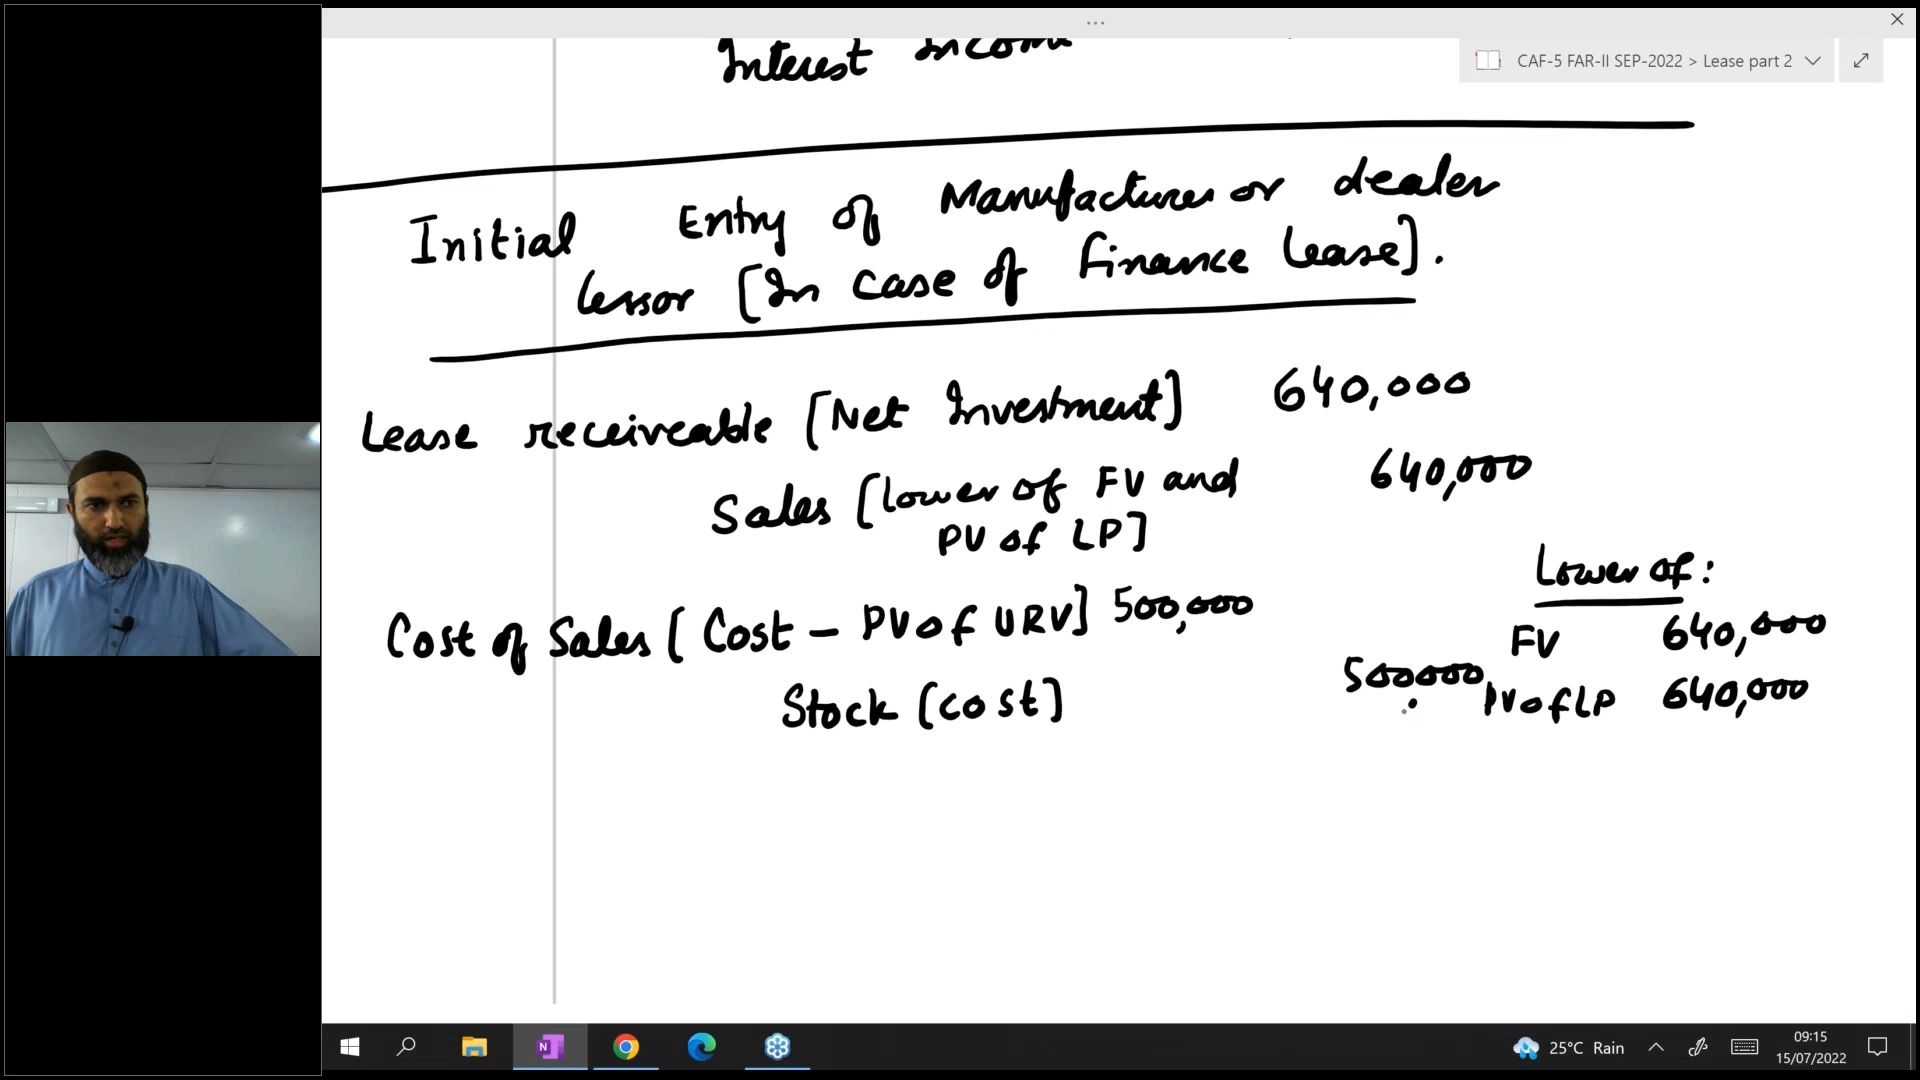 ...
Interest Income
CAF-5 FAR-II SEP-2022 > Lease part 2
Initial Entry of Manufacturer or dealer
lessor [In case of finance lease].
Lease receiveable [Net Investment] 640,000
Sales [lower of FV and 640,000
PV of LP]
Lower of:
Cost of Sales [Cost - PV of URV] 500,000
FV 640,000
Stock [cost] 500000
PV of LP 640,000
N
25°C Rain
09:15
15/07/2022